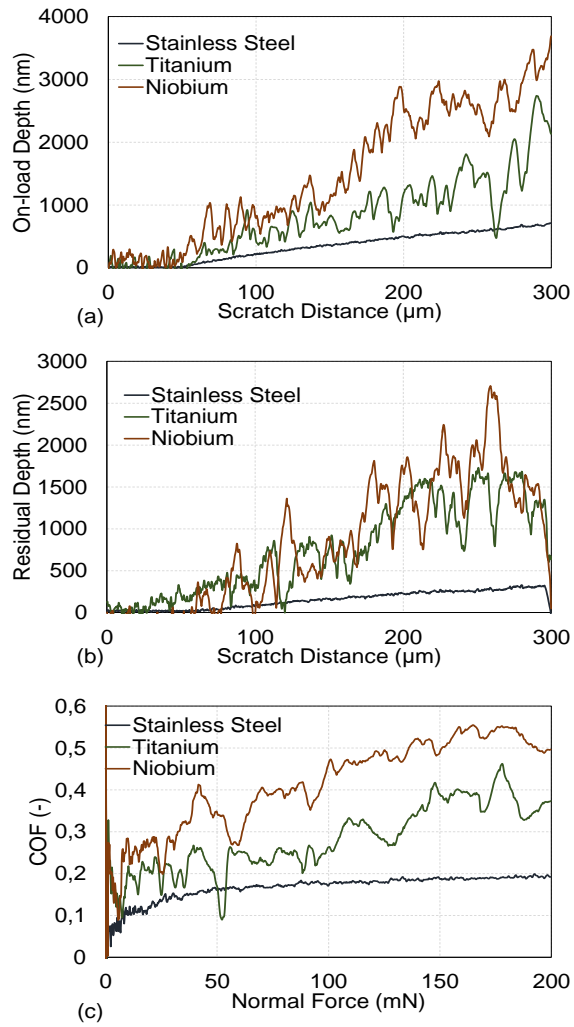 4000
3000
2000
1000
0
On-load Depth (nm)
Stainless Steel
Titanium
Niobium
0 100 200 300
Scratch Distance (µm)
(a)
3000
2500
2000
1500
1000
500
0
Residual Depth (nm)
Stainless Steel
Titanium
Niobium
0 100 200 300
Scratch Distance (µm)
(b)
0,6
0,5
0,4
0,3
0,2
0,1
0
COF (-)
Stainless Steel
Titanium
Niobium
0 50 100 150 200
Normal Force (mN)
(c)